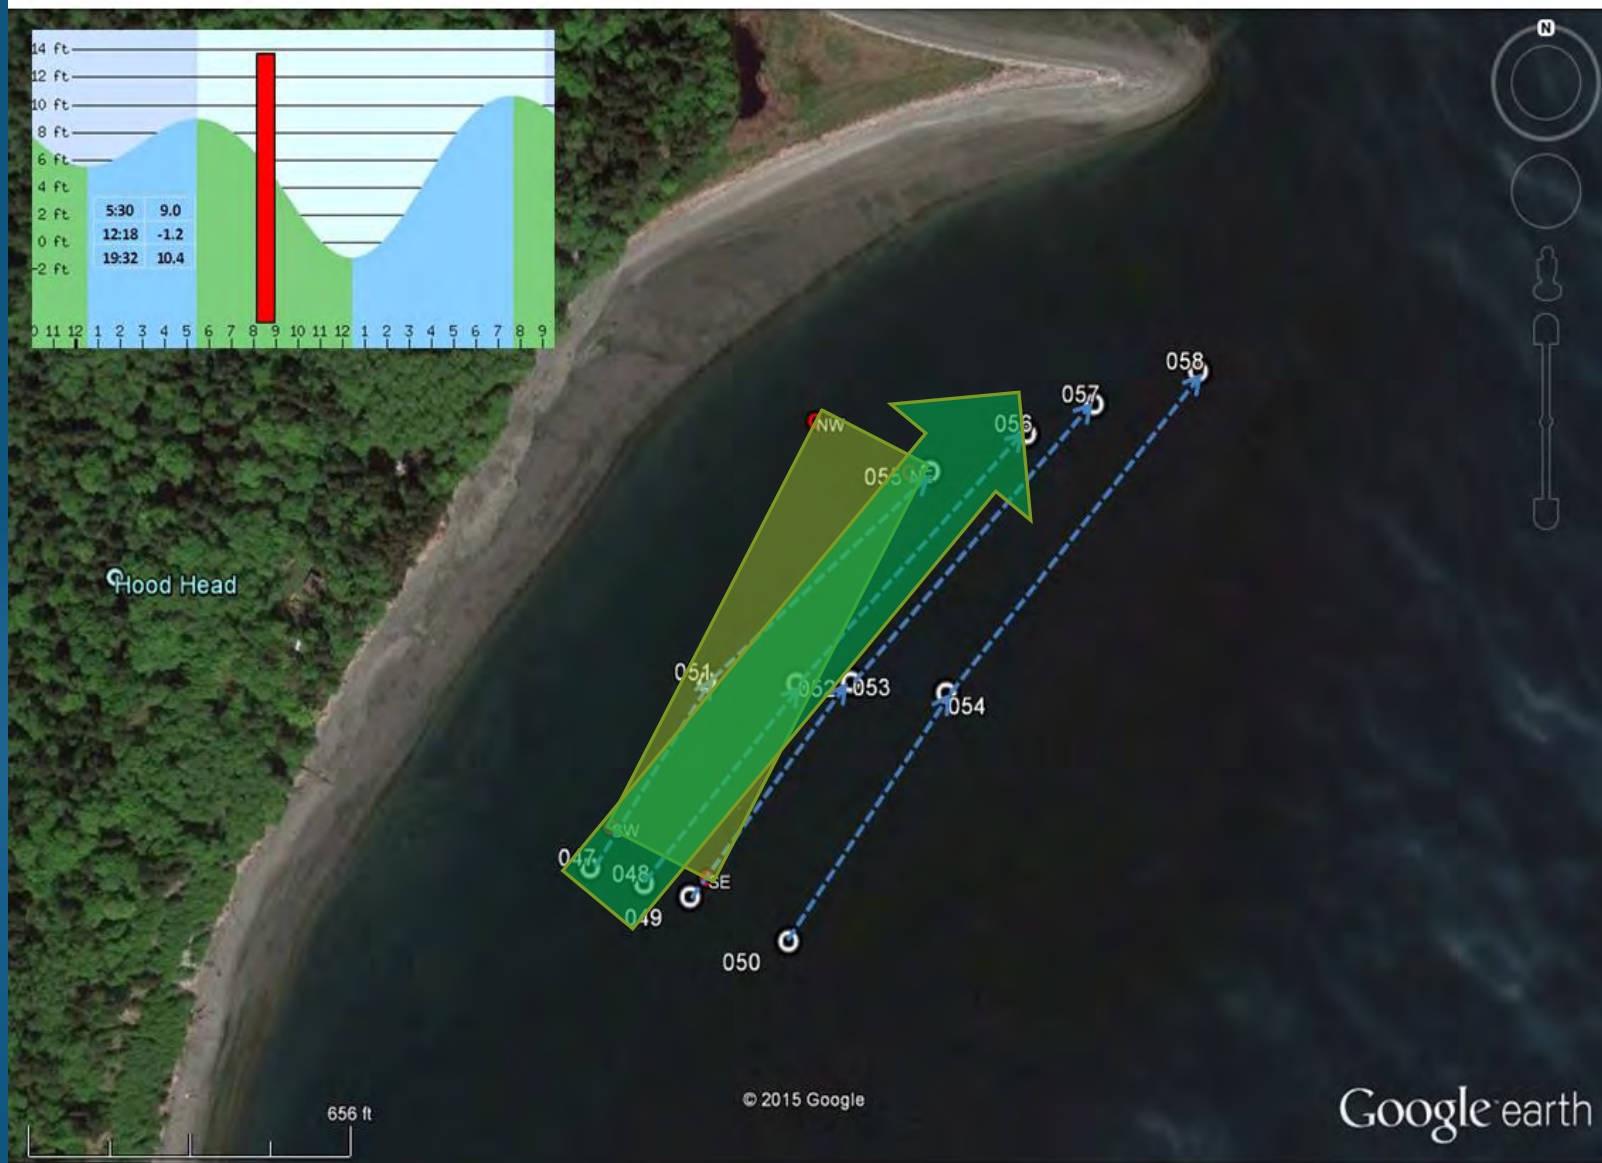 14 ft
12 ft
10 ft
8 ft
6 ft
4 ft
2 ft
0 ft
-2 ft
5:30 9.0
12:18 -1.2
19:32 10.4
0 11 12 1 2 3 4 5 6 7 8 9 10 11 12 1 2 3 4 5 6 7 8 9
N
058
057
NW
056
055 NE
Hood Head
051
052
053
054
SW
047
048
SE
049
050
© 2015 Google
656 ft
Google earth